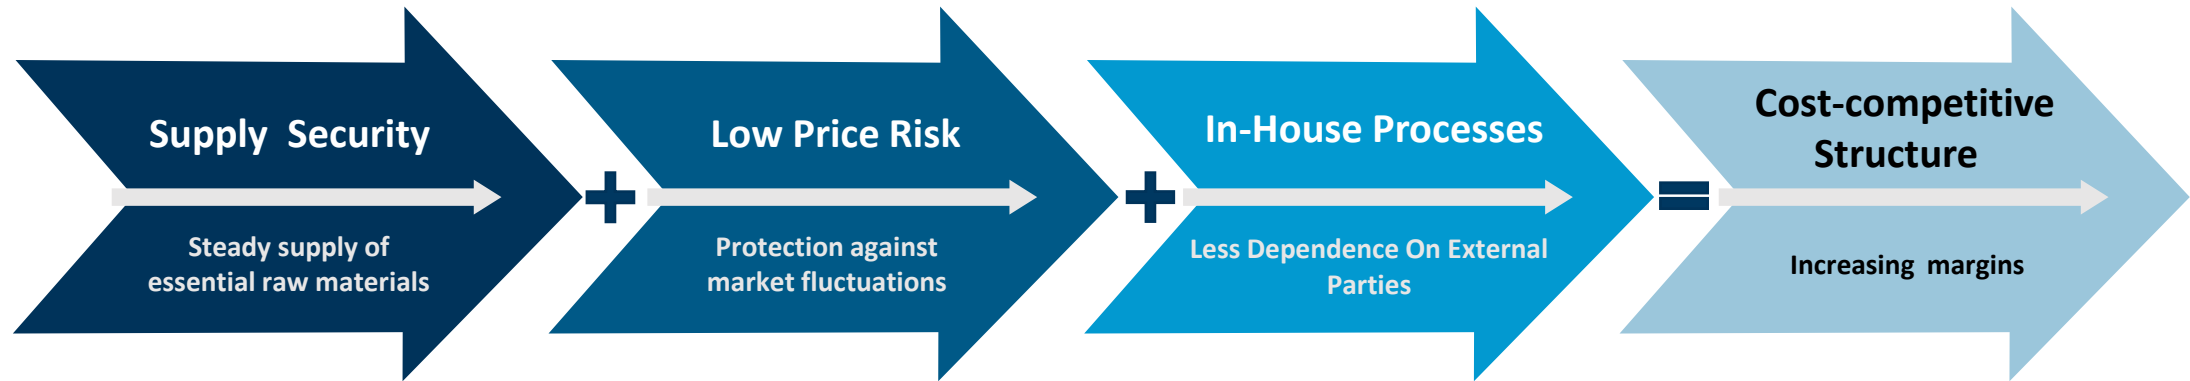 Supply  Security
Steady supply of
essential raw materials
+
Low Price Risk
Protection against
market fluctuations
+
In-House Processes
Less Dependence On External
Parties
=
Cost-competitive
Structure
Increasing  margins